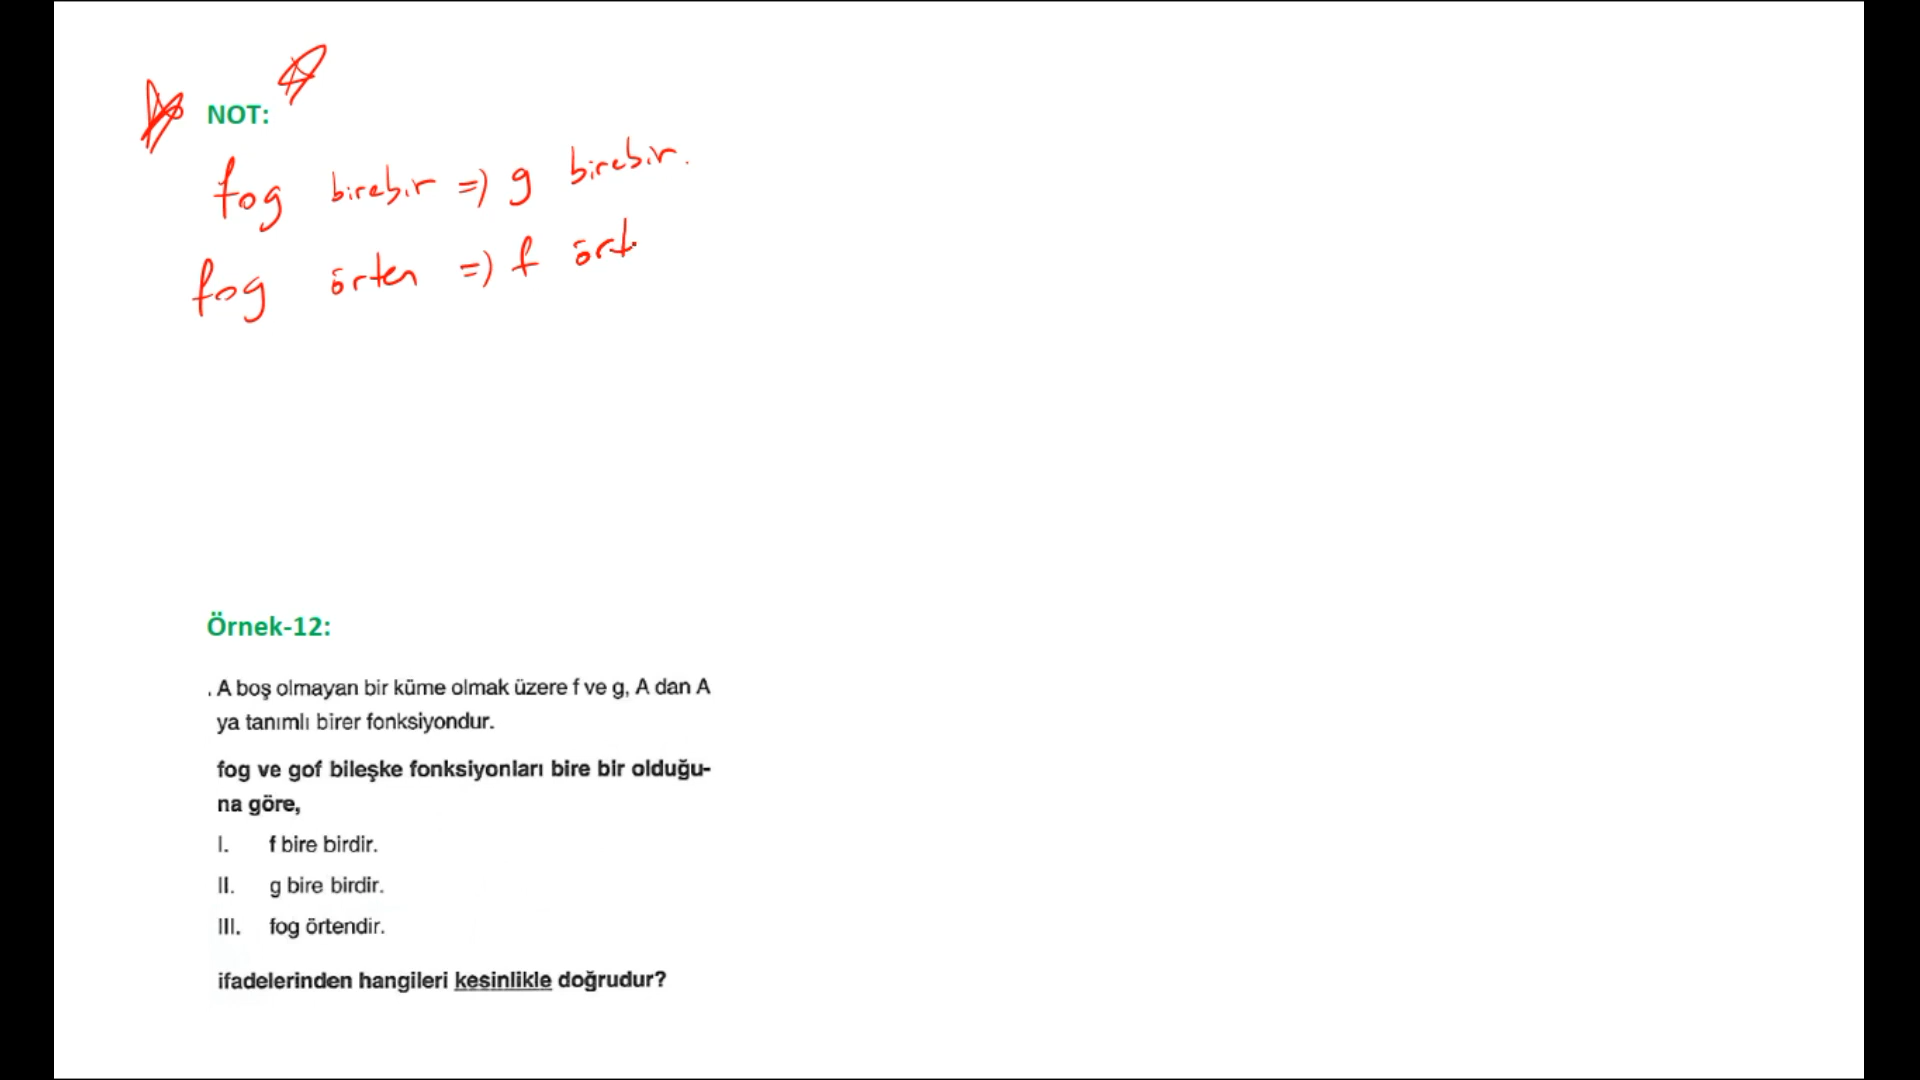 NOT:
fog birebir => g birebir.
fog örten => f ört
Örnek-12:
. A boş olmayan bir küme olmak üzere f ve g, A dan A
ya tanımlı birer fonksiyondur.
fog ve gof bileşke fonksiyonları bire bir olduğu-
na göre,
I. f bire birdir.
II. g bire birdir.
III. fog örtendir.
ifadelerinden hangileri kesinlikle doğrudur?